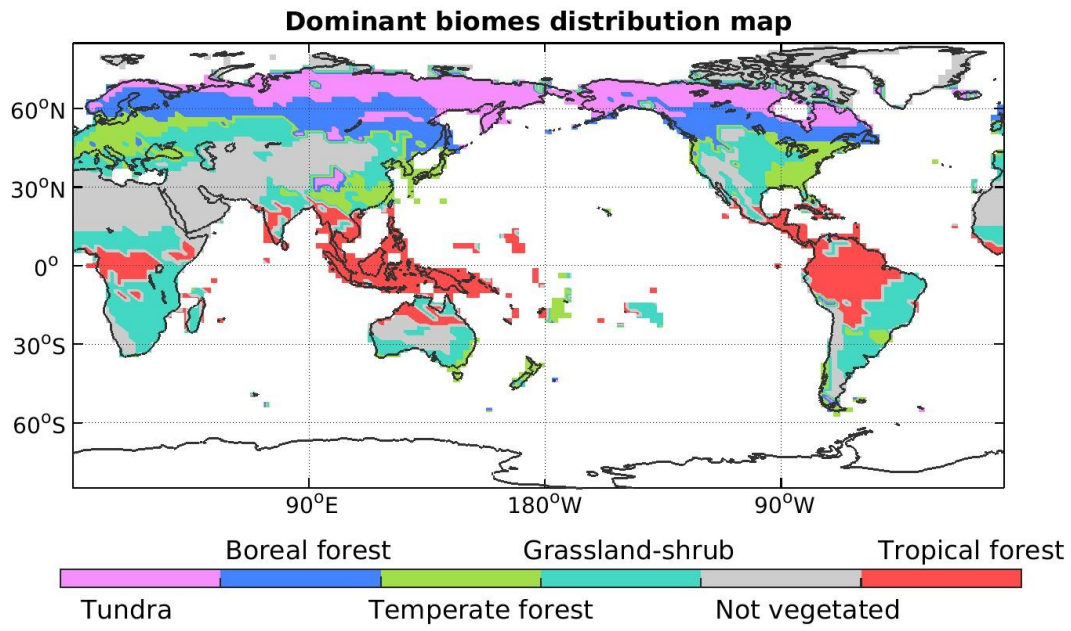 Dominant biomes distribution map
60°N
30°N
0°
30°S
60°S
90°E 180°W 90°W
Boreal forest Grassland-shrub Tropical forest
Tundra Temperate forest Not vegetated